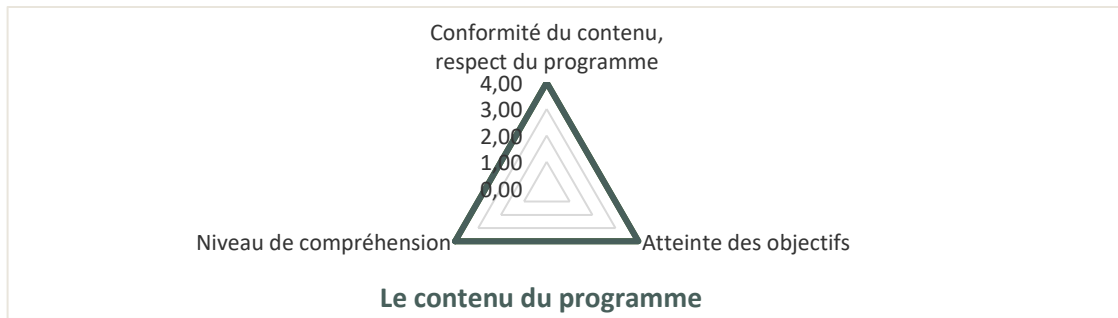 Conformité du contenu,
respect du programme
4,00
3,00
2,00
1,00
0,00
Niveau de compréhension
Atteinte des objectifs
Le contenu du programme